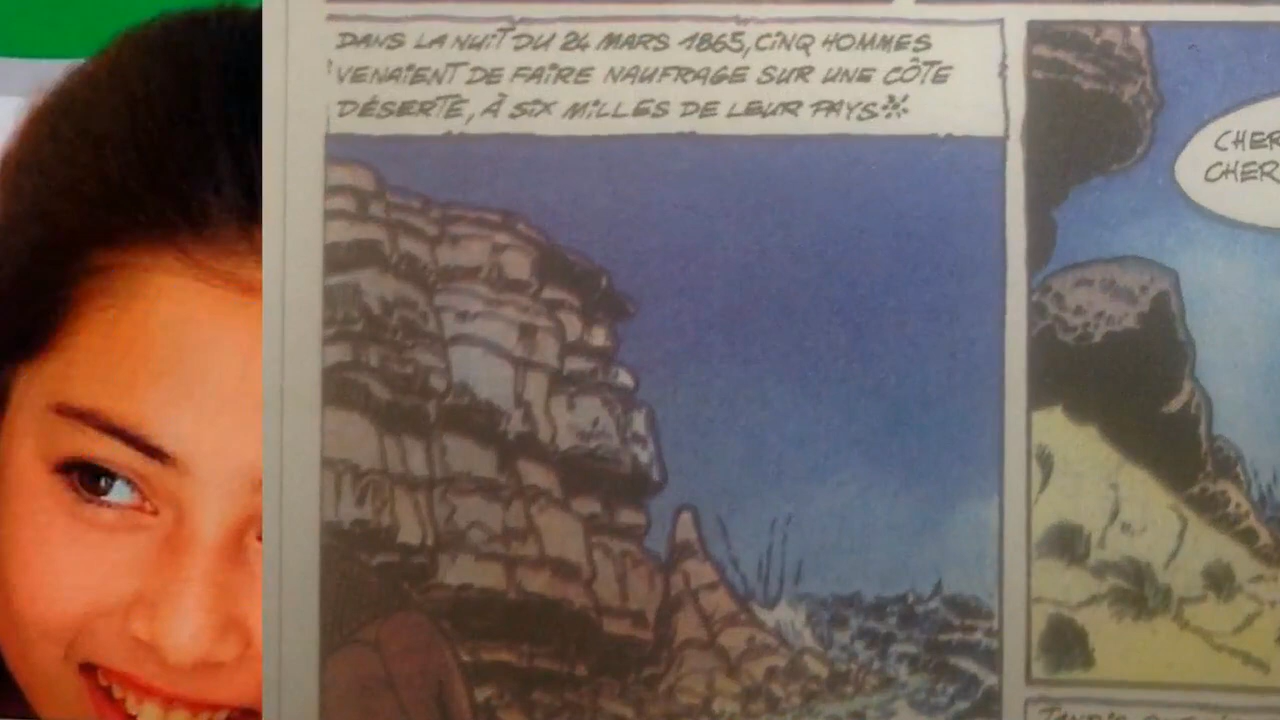 DANS LA NUIT DU 24 MARS 1865, CINQ HOMMES
VENAIENT DE FAIRE NAUFRAGE SUR UNE CÔTE
DÉSERTE, À SIX MILLES DE LEUR PAYS*
CHER
CHER